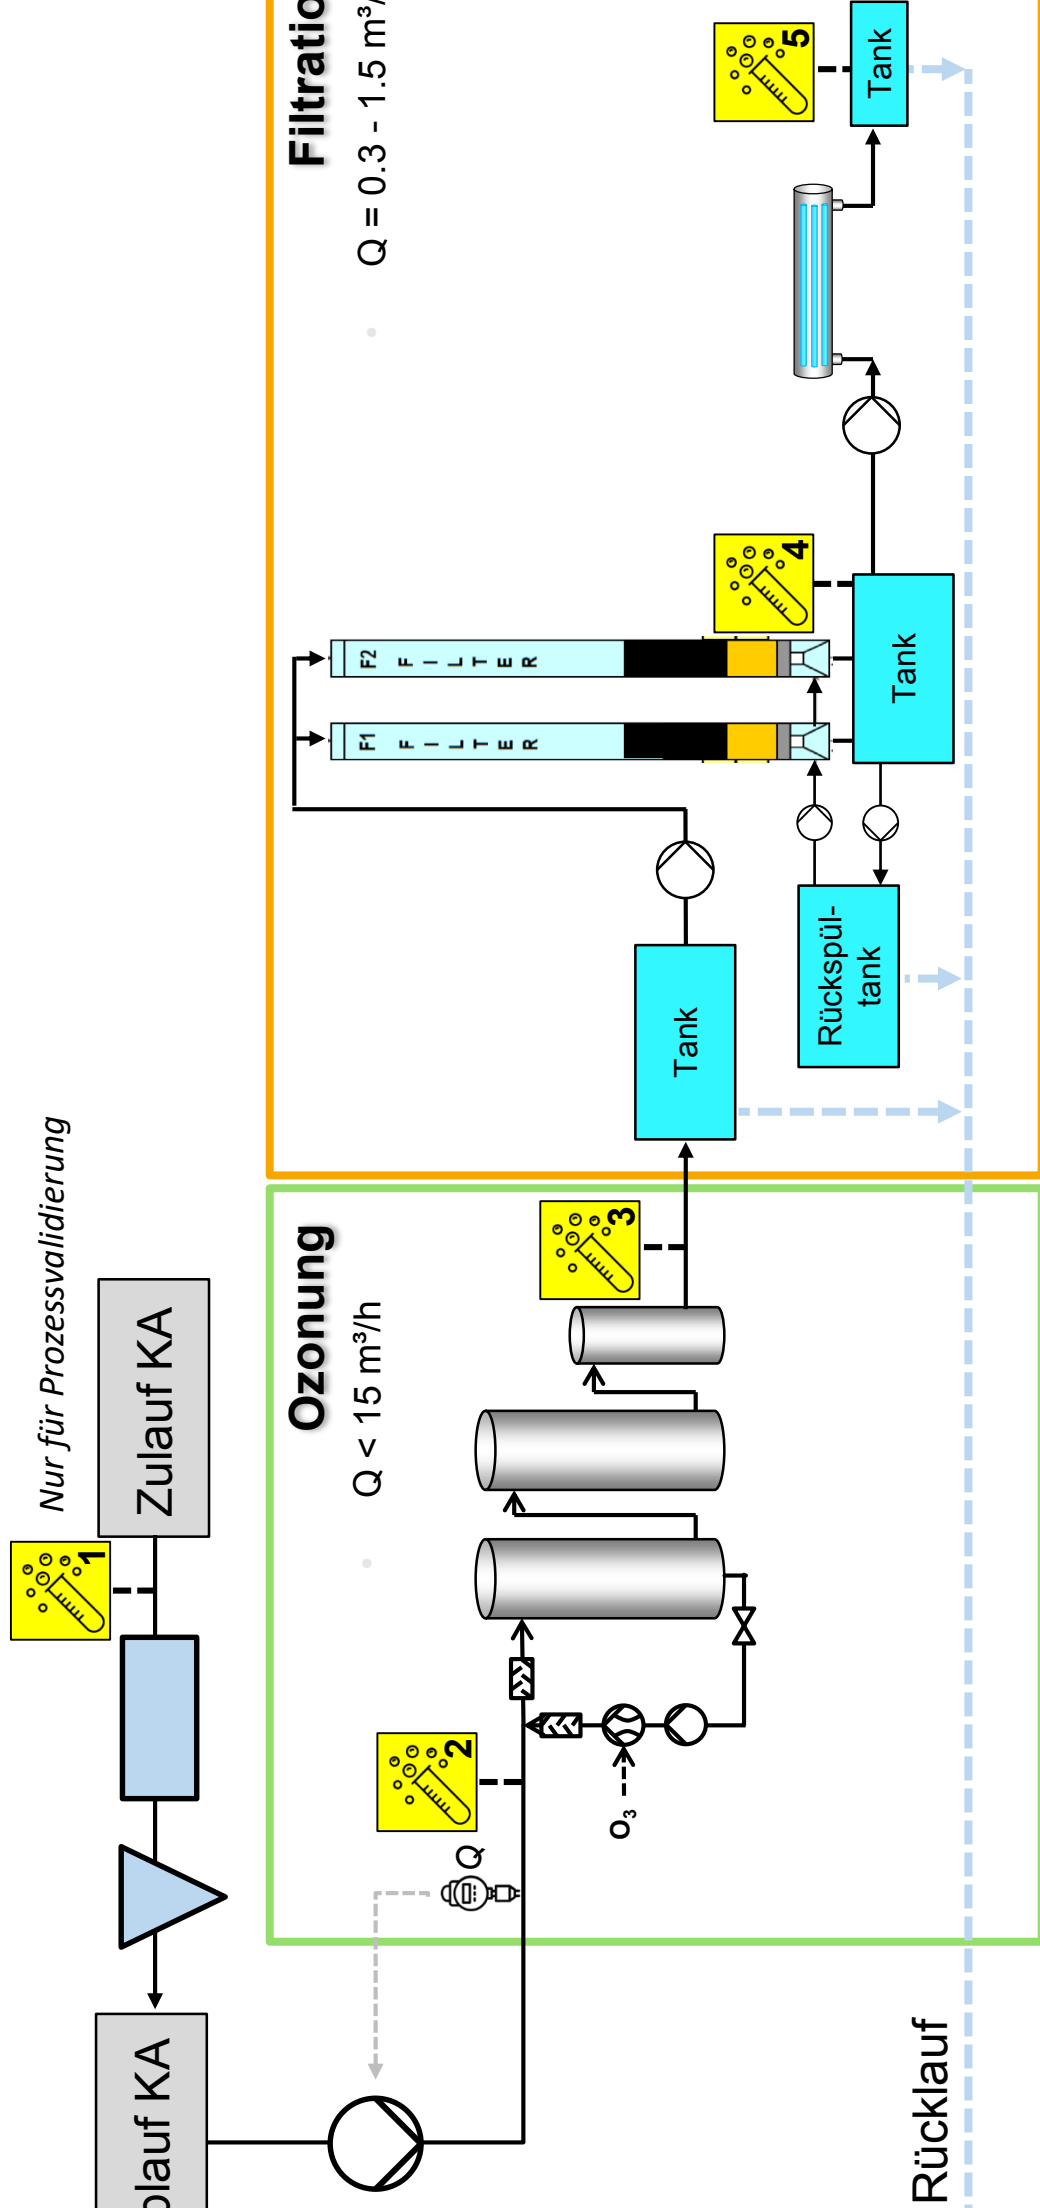 Nur für Prozessvalidierung
1
blauf KA
Zulauf KA
Ozonung
Q < 15 m³/h
Filtratio
Q = 0.3 - 1.5 m³/
Q
2
O₃
3
F1
FILTER
F2
FILTER
4
5
Tank
Rückspül-
tank
Tank
Tank
Rücklauf